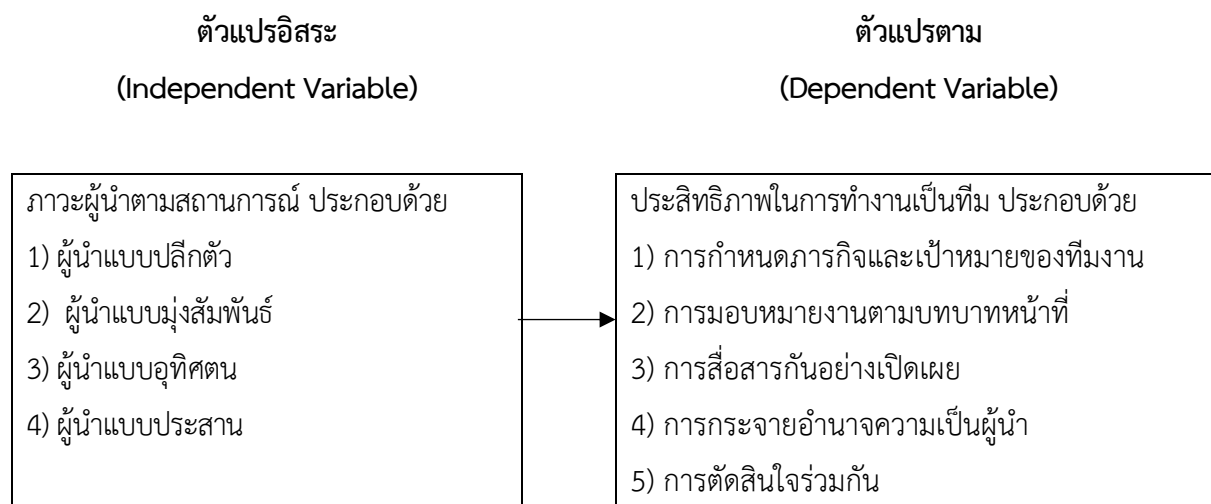 ตัวแปรอิสระ
(Independent Variable)
ตัวแปรตาม
(Dependent Variable)
ภาวะผู้นำตามสถานการณ์ ประกอบด้วย
1) ผู้นำแบบปลีกตัว
2) ผู้นำแบบมุ่งสัมพันธ์
3) ผู้นำแบบอุทิศตน
4) ผู้นำแบบประสาน
ประสิทธิภาพในการทำงานเป็นทีม ประกอบด้วย
1) การกำหนดภารกิจและเป้าหมายของทีมงาน
2) การมอบหมายงานตามบทบาทหน้าที่
3) การสื่อสารกันอย่างเปิดเผย
4) การกระจายอำนาจความเป็นผู้นำ
5) การตัดสินใจร่วมกัน